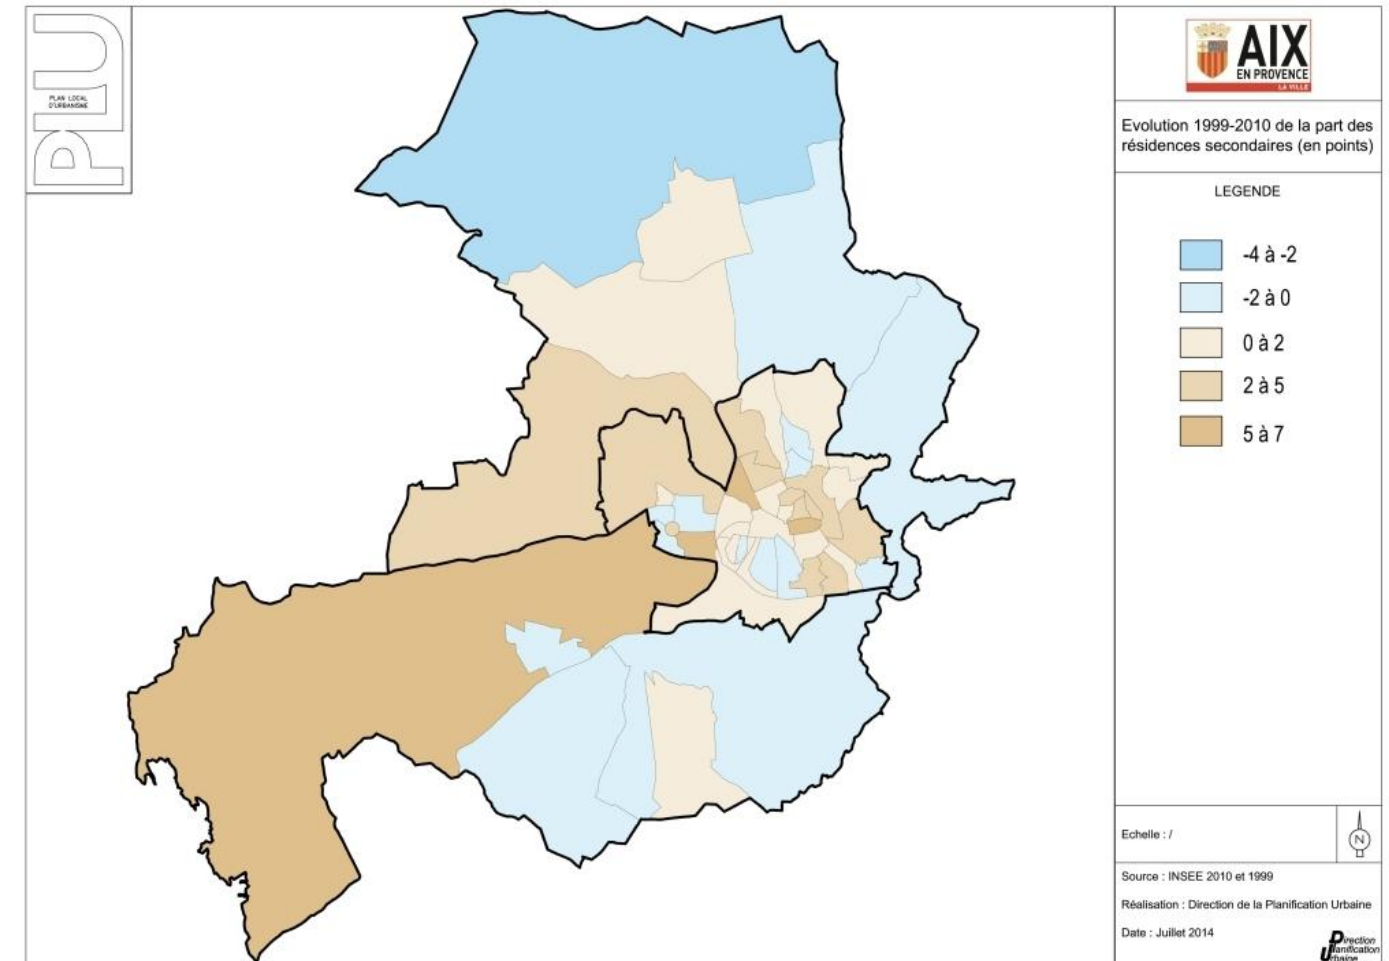 PLU
PLAN LOCAL
D'URBANISME
AIX
EN PROVENCE
LA VILLE
Evolution 1999-2010 de la part des
résidences secondaires (en points)
LEGENDE
-4 à -2
-2 à 0
0 à 2
2 à 5
5 à 7
Echelle : /
N
Source : INSEE 2010 et 1999
Réalisation : Direction de la Planification Urbaine
Date : Juillet 2014
Direction
Planification
Urbaine